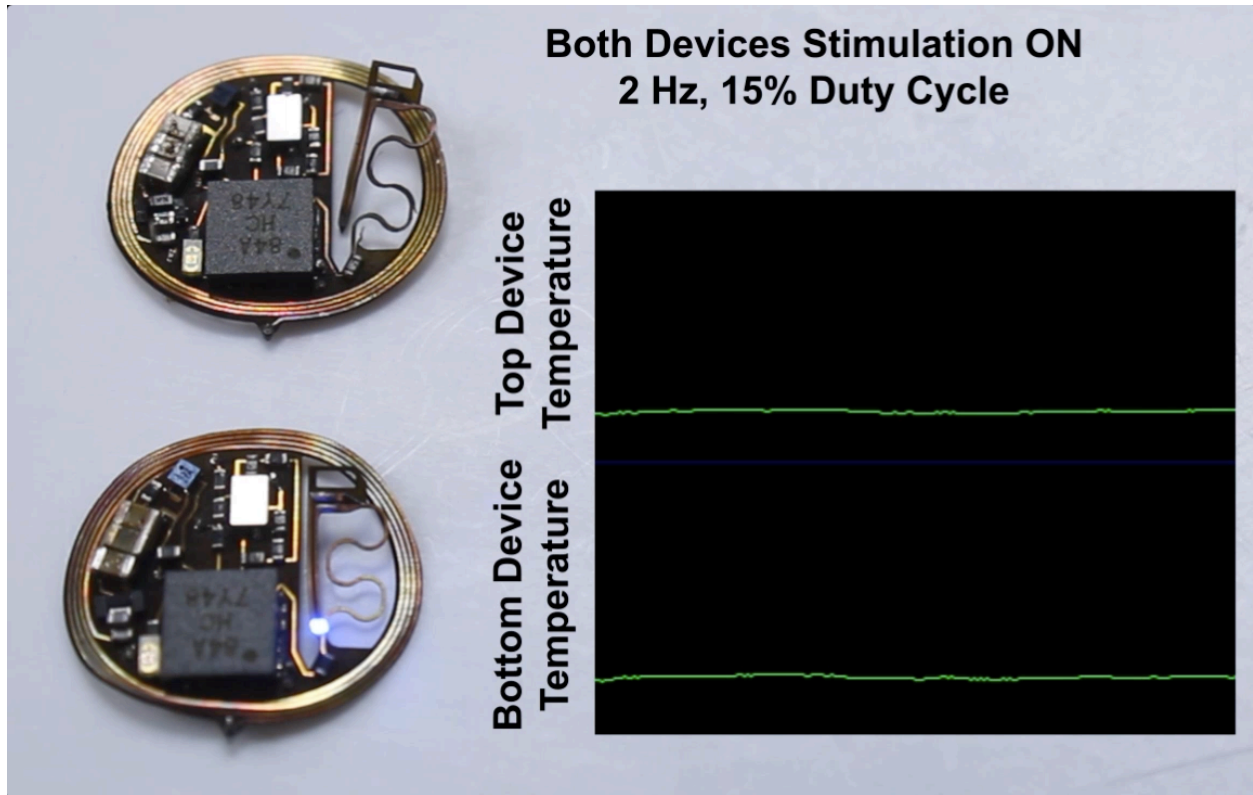 Both Devices Stimulation ON
2 Hz, 15% Duty Cycle
Top Device
Temperature
Bottom Device
Temperature
84A
HC
7Y48
84A
HC
7Y48